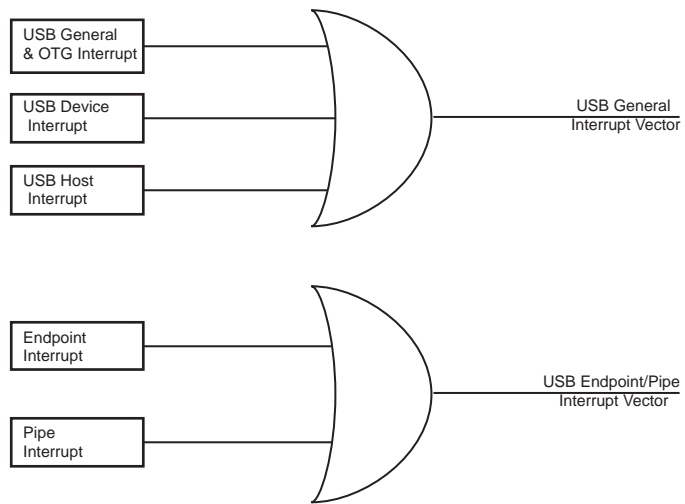 USB General
& OTG Interrupt
USB Device
Interrupt
USB Host
Interrupt
USB General
Interrupt Vector
Endpoint
Interrupt
Pipe
Interrupt
USB Endpoint/Pipe
Interrupt Vector